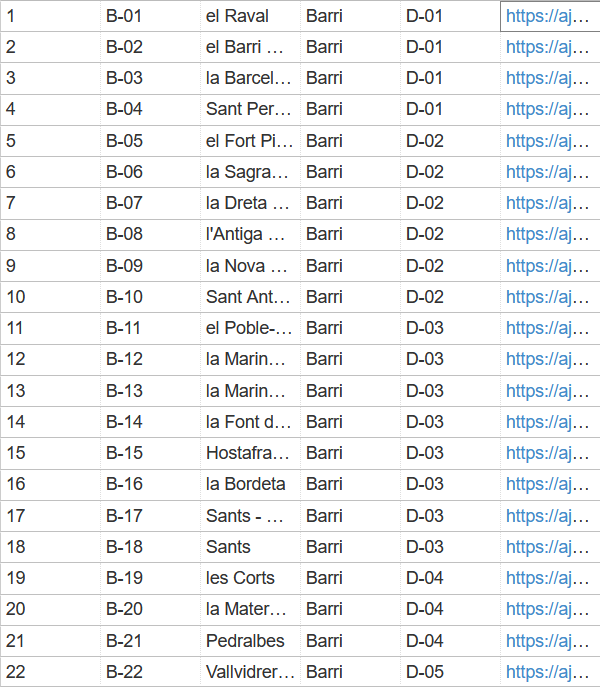 1 B-01 el Raval Barri D-01 https://aj…
2 B-02 el Barri … Barri D-01 https://aj…
3 B-03 la Barcel… Barri D-01 https://aj…
4 B-04 Sant Per… Barri D-01 https://aj…
5 B-05 el Fort Pi… Barri D-02 https://aj…
6 B-06 la Sagra… Barri D-02 https://aj…
7 B-07 la Dreta … Barri D-02 https://aj…
8 B-08 l'Antiga … Barri D-02 https://aj…
9 B-09 la Nova … Barri D-02 https://aj…
10 B-10 Sant Ant… Barri D-02 https://aj…
11 B-11 el Poble-… Barri D-03 https://aj…
12 B-12 la Marin… Barri D-03 https://aj…
13 B-13 la Marin… Barri D-03 https://aj…
14 B-14 la Font d… Barri D-03 https://aj…
15 B-15 Hostafra… Barri D-03 https://aj…
16 B-16 la Bordeta Barri D-03 https://aj…
17 B-17 Sants - … Barri D-03 https://aj…
18 B-18 Sants Barri D-03 https://aj…
19 B-19 les Corts Barri D-04 https://aj…
20 B-20 la Mater… Barri D-04 https://aj…
21 B-21 Pedralbes Barri D-04 https://aj…
22 B-22 Vallvidrer… Barri D-05 https://aj…